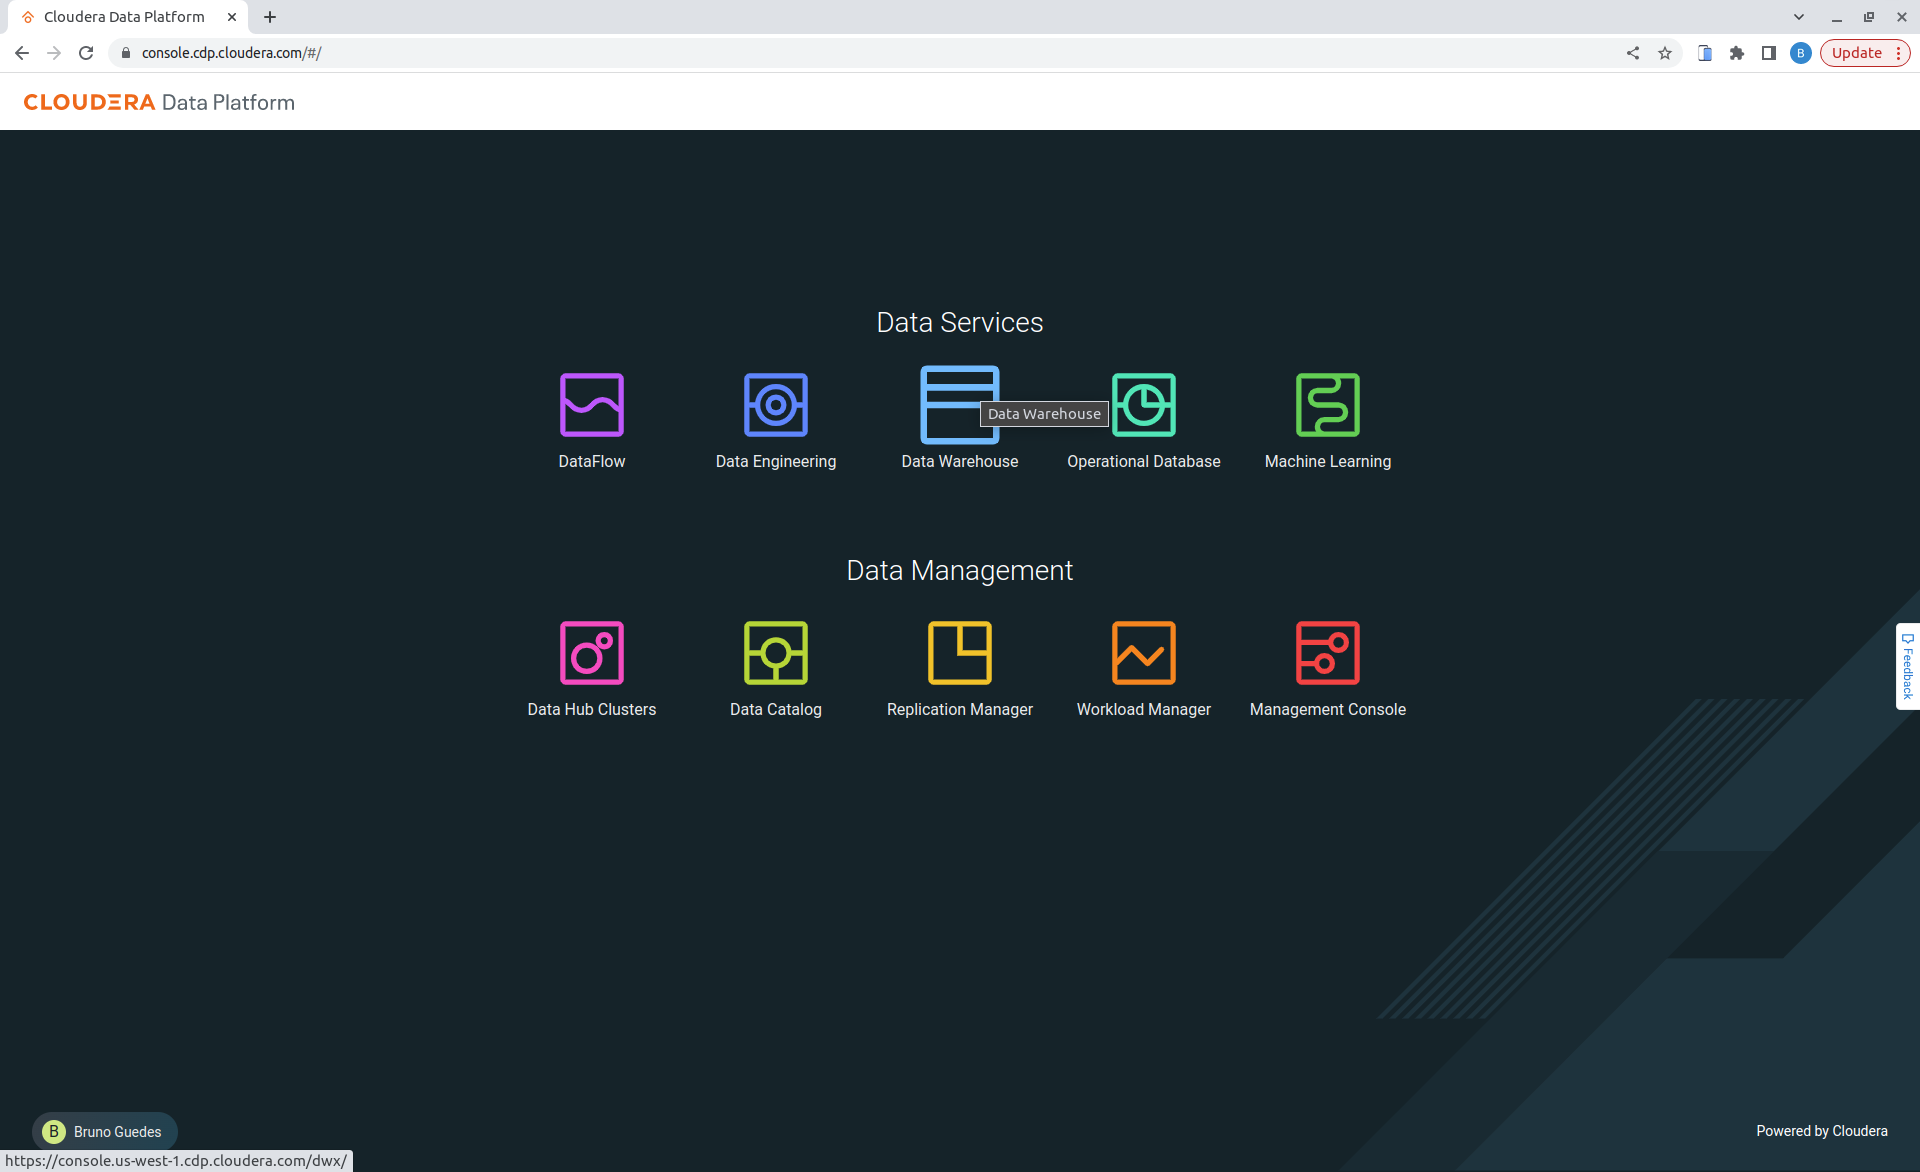 Cloudera Data Platform
console.cdp.cloudera.com/#/
B
Update
CLOUDERA Data Platform
Data Services
Data Warehouse
DataFlow
Data Engineering
Data Warehouse
Operational Database
Machine Learning
Data Management
Data Hub Clusters
Data Catalog
Replication Manager
Workload Manager
Management Console
Feedback
B Bruno Guedes
Powered by Cloudera
https://console.us-west-1.cdp.cloudera.com/dwx/